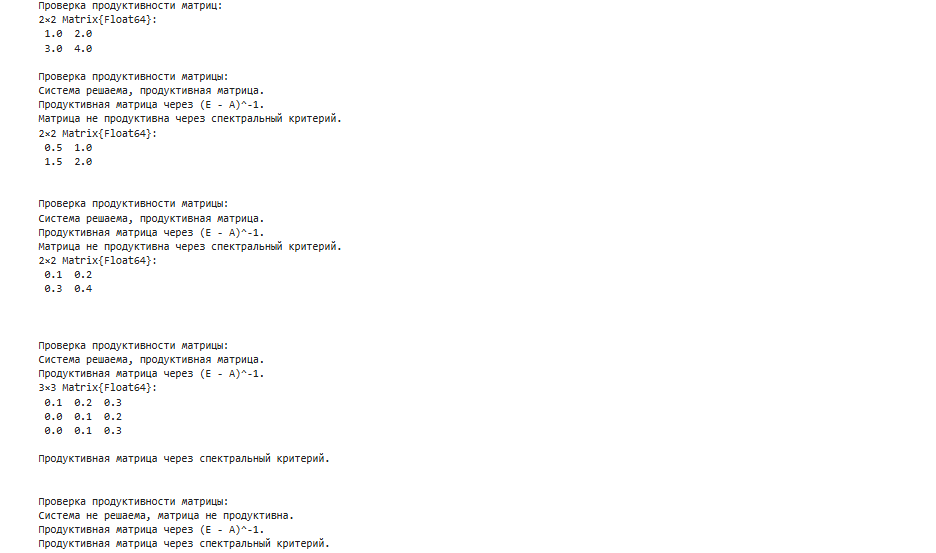 Проверка продуктивности матриц:
2×2 Matrix{Float64}:
1.0  2.0
3.0  4.0
Проверка продуктивности матрицы:
Система решаема, продуктивная матрица.
Продуктивная матрица через (E - A)^-1.
Матрица не продуктивна через спектральный критерий.
2×2 Matrix{Float64}:
0.5  1.0
1.5  2.0
Проверка продуктивности матрицы:
Система решаема, продуктивная матрица.
Продуктивная матрица через (E - A)^-1.
Матрица не продуктивна через спектральный критерий.
2×2 Matrix{Float64}:
0.1  0.2
0.3  0.4
Проверка продуктивности матрицы:
Система решаема, продуктивная матрица.
Продуктивная матрица через (E - A)^-1.
3×3 Matrix{Float64}:
0.1  0.2  0.3
0.0  0.1  0.2
0.0  0.1  0.3
Продуктивная матрица через спектральный критерий.
Проверка продуктивности матрицы:
Система не решаема, матрица не продуктивна.
Продуктивная матрица через (E - A)^-1.
Продуктивная матрица через спектральный критерий.